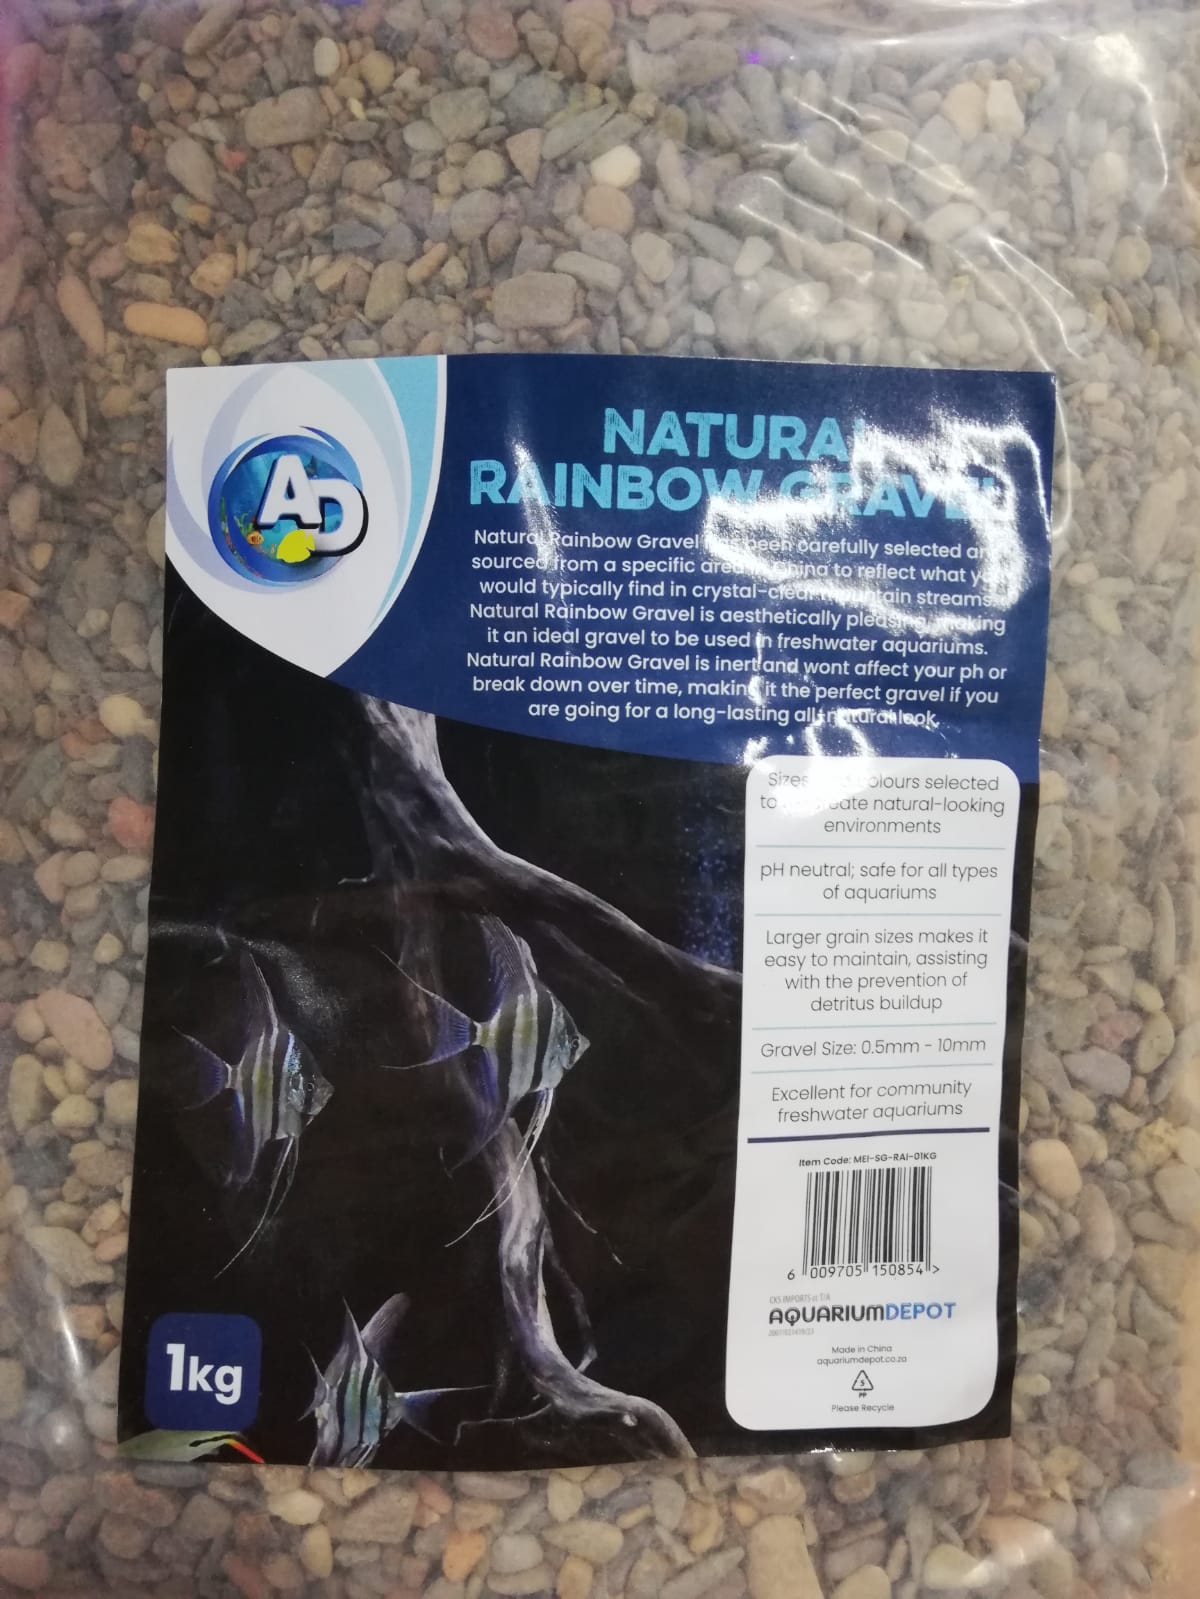 AD
NATURAL
RAINBOW GRAVEL
Natural Rainbow Gravel been carefully selected
sourced from a specific area in China to reflect what you
would typically find in crystal-clear mountain streams.
Natural Rainbow Gravel is aesthetically pleasing, making
it an ideal gravel to be used in freshwater aquariums.
Natural Rainbow Gravel is inert and wont affect your ph or
break down over time, making it the perfect gravel if you
are going for a long-lasting all-natural look.
Sizes colours selected
to natural-looking
environments
pH neutral; safe for all types
of aquariums
Larger grain sizes makes it
easy to maintain, assisting
with the prevention of
detritus buildup
Gravel Size: 0.5mm - 10mm
Excellent for community
freshwater aquariums
Item Code: MEI-SG-RAI-01KG
6 009705 150854 >
CKS IMPORTS cc T/A
AQUARIUMDEPOT
Made in China
aquariumdepot.co.za
5
PP
Please Recycle
1kg